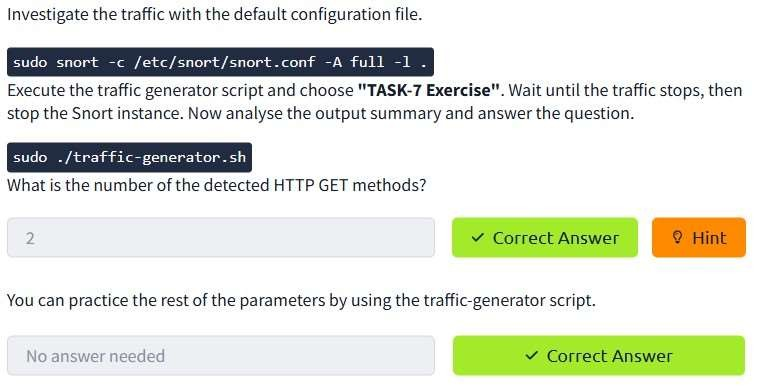 Investigate the traffic with the default configuration file.
sudo snort -c /etc/snort/snort.conf -A full -l .
Execute the traffic generator script and choose "TASK-7 Exercise". Wait until the traffic stops, then
stop the Snort instance. Now analyse the output summary and answer the question.
sudo ./traffic-generator.sh
What is the number of the detected HTTP GET methods?
2
Correct Answer
Hint
You can practice the rest of the parameters by using the traffic-generator script.
No answer needed
Correct Answer